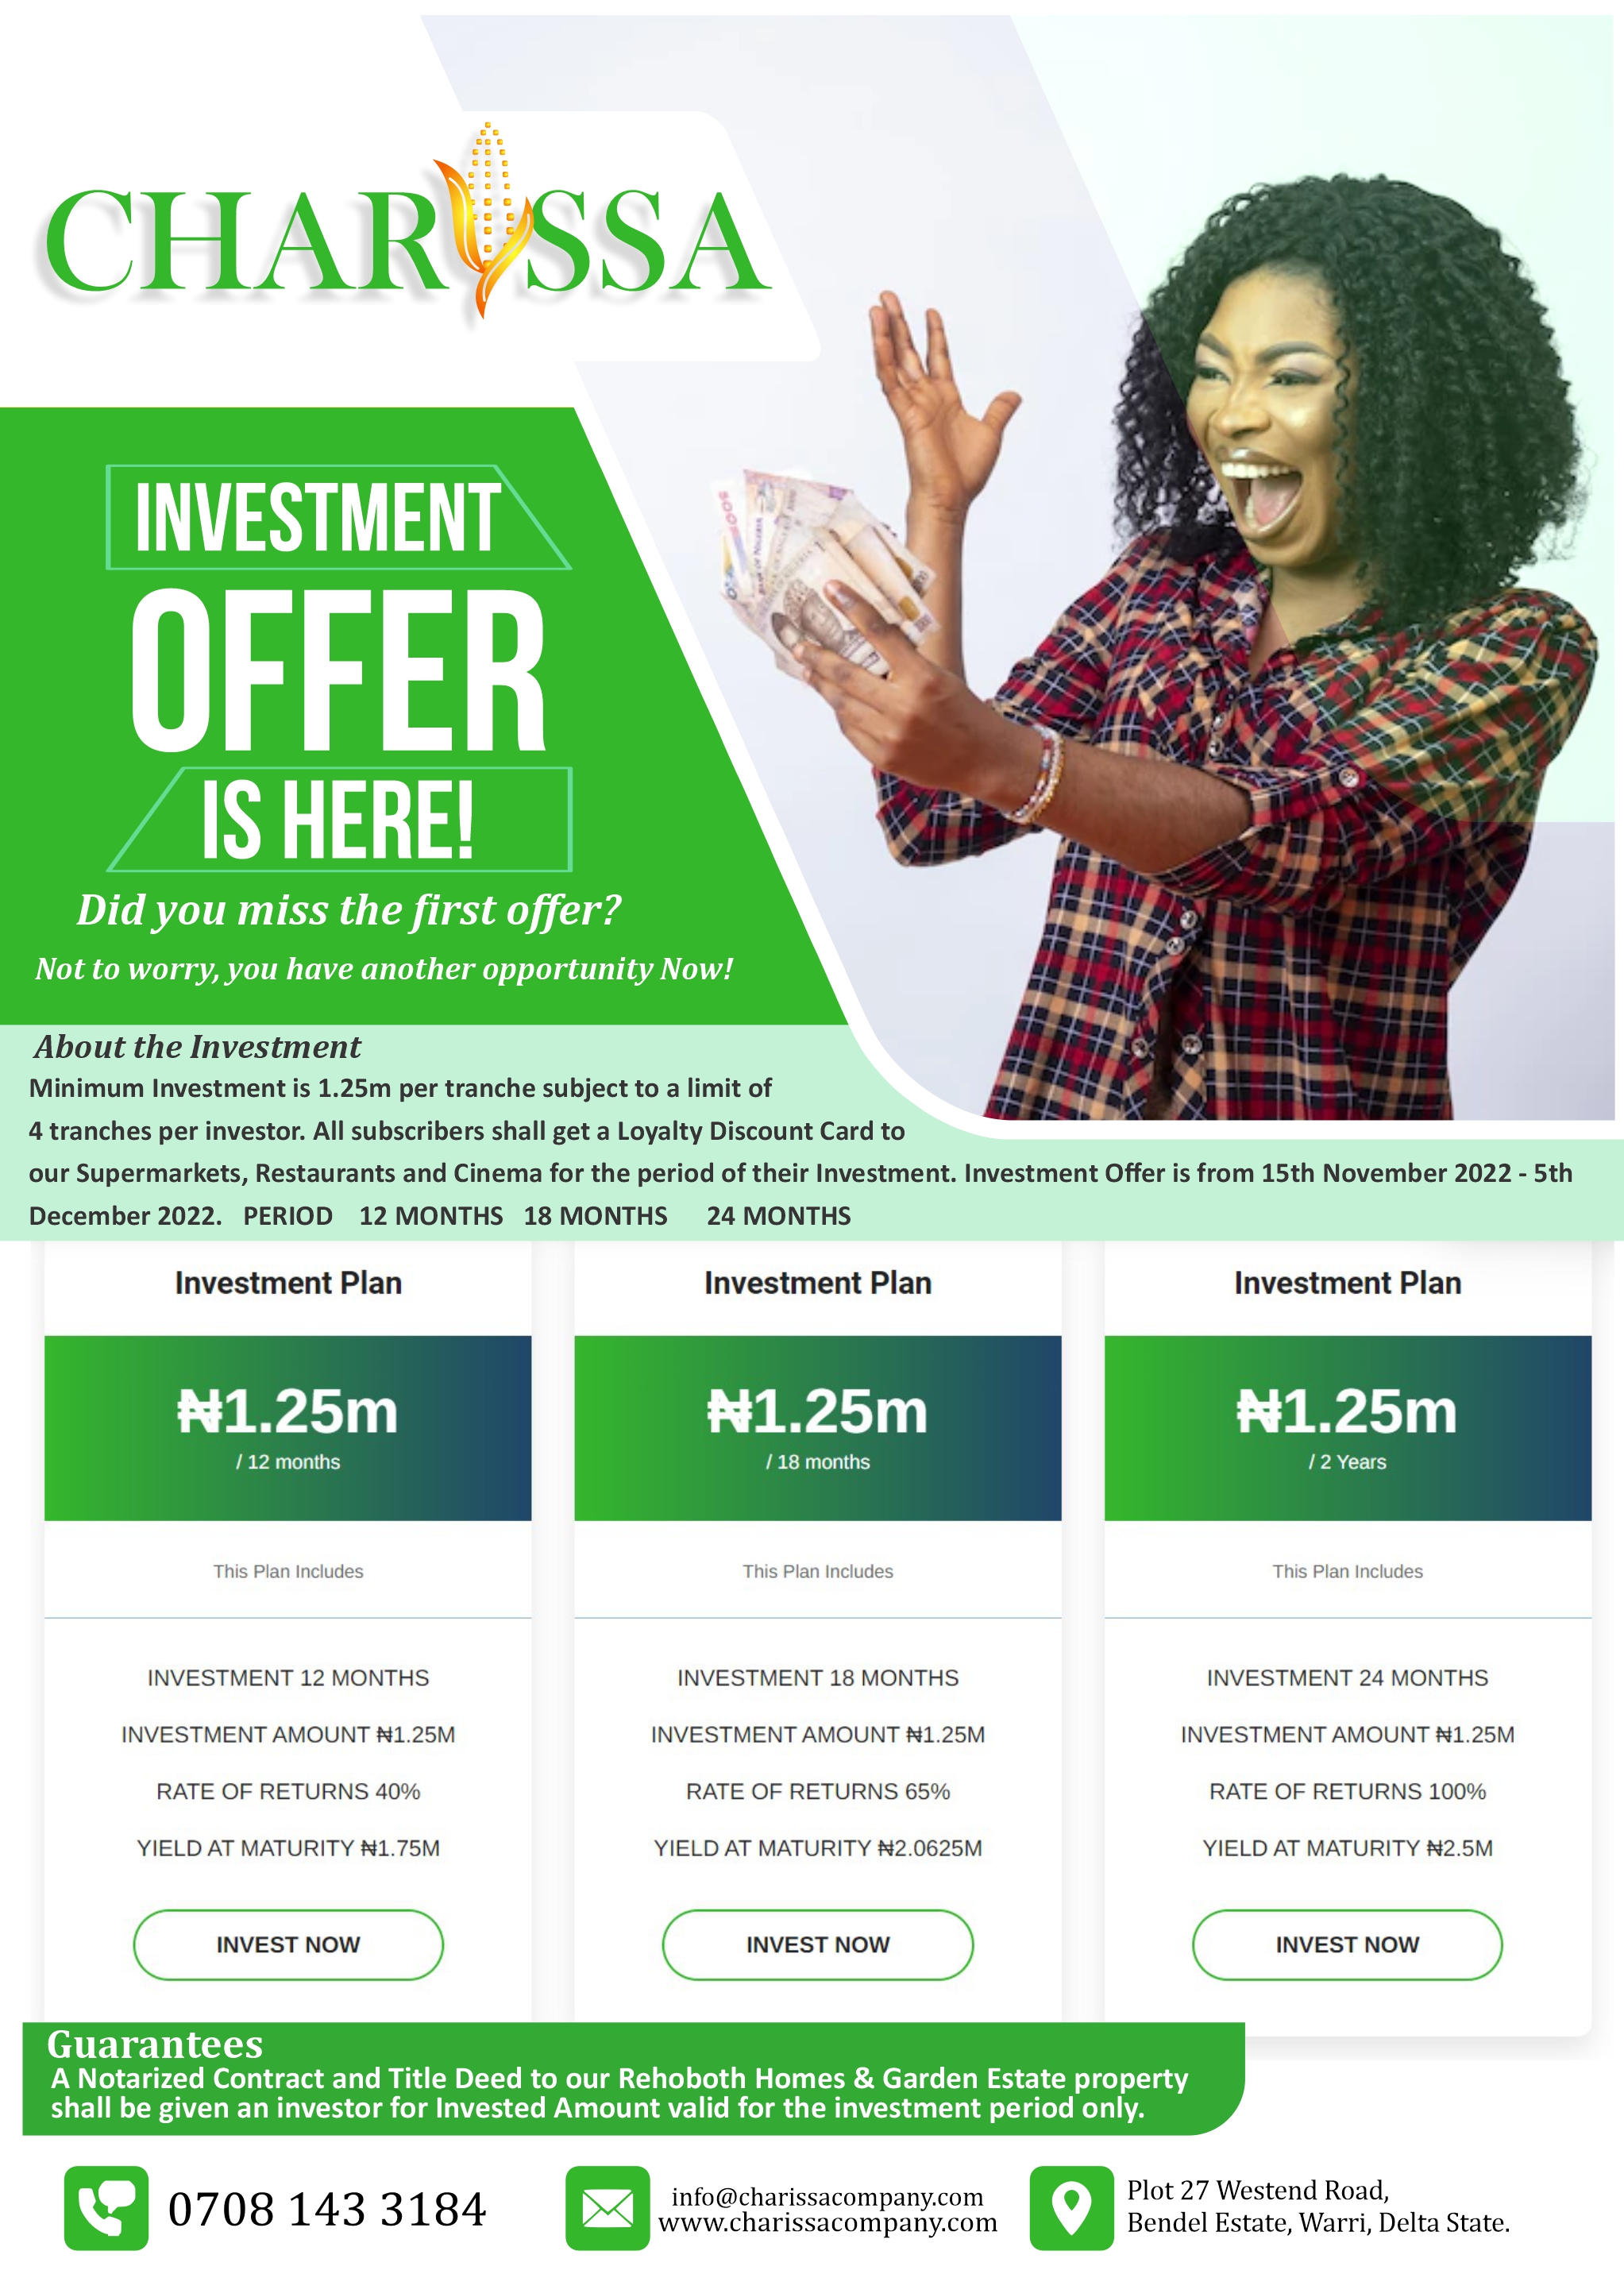 CHARISSA
INVESTMENT
OFFER
IS HERE!
Did you miss the first offer?
Not to worry, you have another opportunity Now!
About the Investment
Minimum Investment is 1.25m per tranche subject to a limit of
4 tranches per investor. All subscribers shall get a Loyalty Discount Card to
our Supermarkets, Restaurants and Cinema for the period of their Investment. Investment Offer is from 15th November 2022 - 5th
December 2022. PERIOD 12 MONTHS 18 MONTHS 24 MONTHS
Investment Plan
₦1.25m
/ 12 months
This Plan Includes
INVESTMENT 12 MONTHS
INVESTMENT AMOUNT ₦1.25M
RATE OF RETURNS 40%
YIELD AT MATURITY ₦1.75M
INVEST NOW
Investment Plan
₦1.25m
/ 18 months
This Plan Includes
INVESTMENT 18 MONTHS
INVESTMENT AMOUNT ₦1.25M
RATE OF RETURNS 65%
YIELD AT MATURITY ₦2.0625M
INVEST NOW
Investment Plan
₦1.25m
/ 2 Years
This Plan Includes
INVESTMENT 24 MONTHS
INVESTMENT AMOUNT ₦1.25M
RATE OF RETURNS 100%
YIELD AT MATURITY ₦2.5M
INVEST NOW
Guarantees
A Notarized Contract and Title Deed to our Rehoboth Homes & Garden Estate property
shall be given an investor for Invested Amount valid for the investment period only.
0708 143 3184
info@charissacompany.com
www.charissacompany.com
Plot 27 Westend Road,
Bendel Estate, Warri, Delta State.